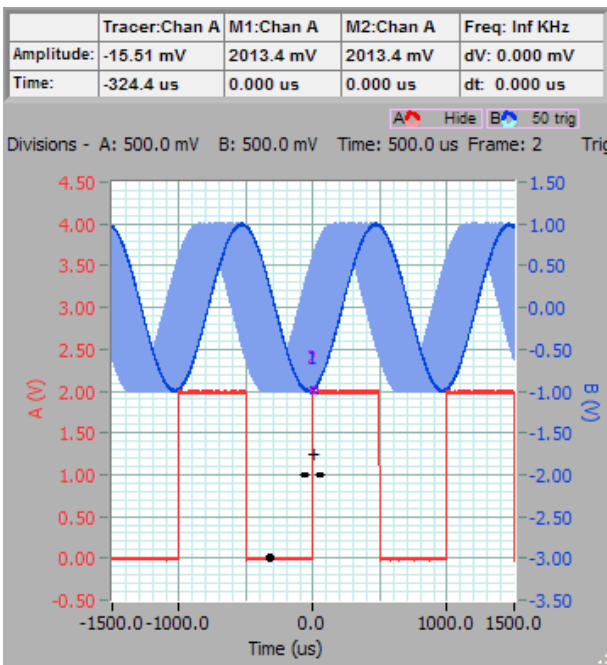 Tracer:Chan A M1:Chan A M2:Chan A Freq: Inf KHz
Amplitude: -15.51 mV 2013.4 mV 2013.4 mV dV: 0.000 mV
Time: -324.4 us 0.000 us 0.000 us dt: 0.000 us
A Hide B 50 trig
Divisions - A: 500.0 mV B: 500.0 mV Time: 500.0 us Frame: 2 Trig
4.50 1.50
4.00 1.00
3.50 0.50
3.00 0.00
2.50 -0.50
1
2.00 -1.00
1.50 -1.50
1.00 -2.00
0.50 -2.50
0.00 -3.00
-0.50 -3.50
A (V)
B (V)
-1500.0 -1000.0 0.0 1000.0 1500.0
Time (us)